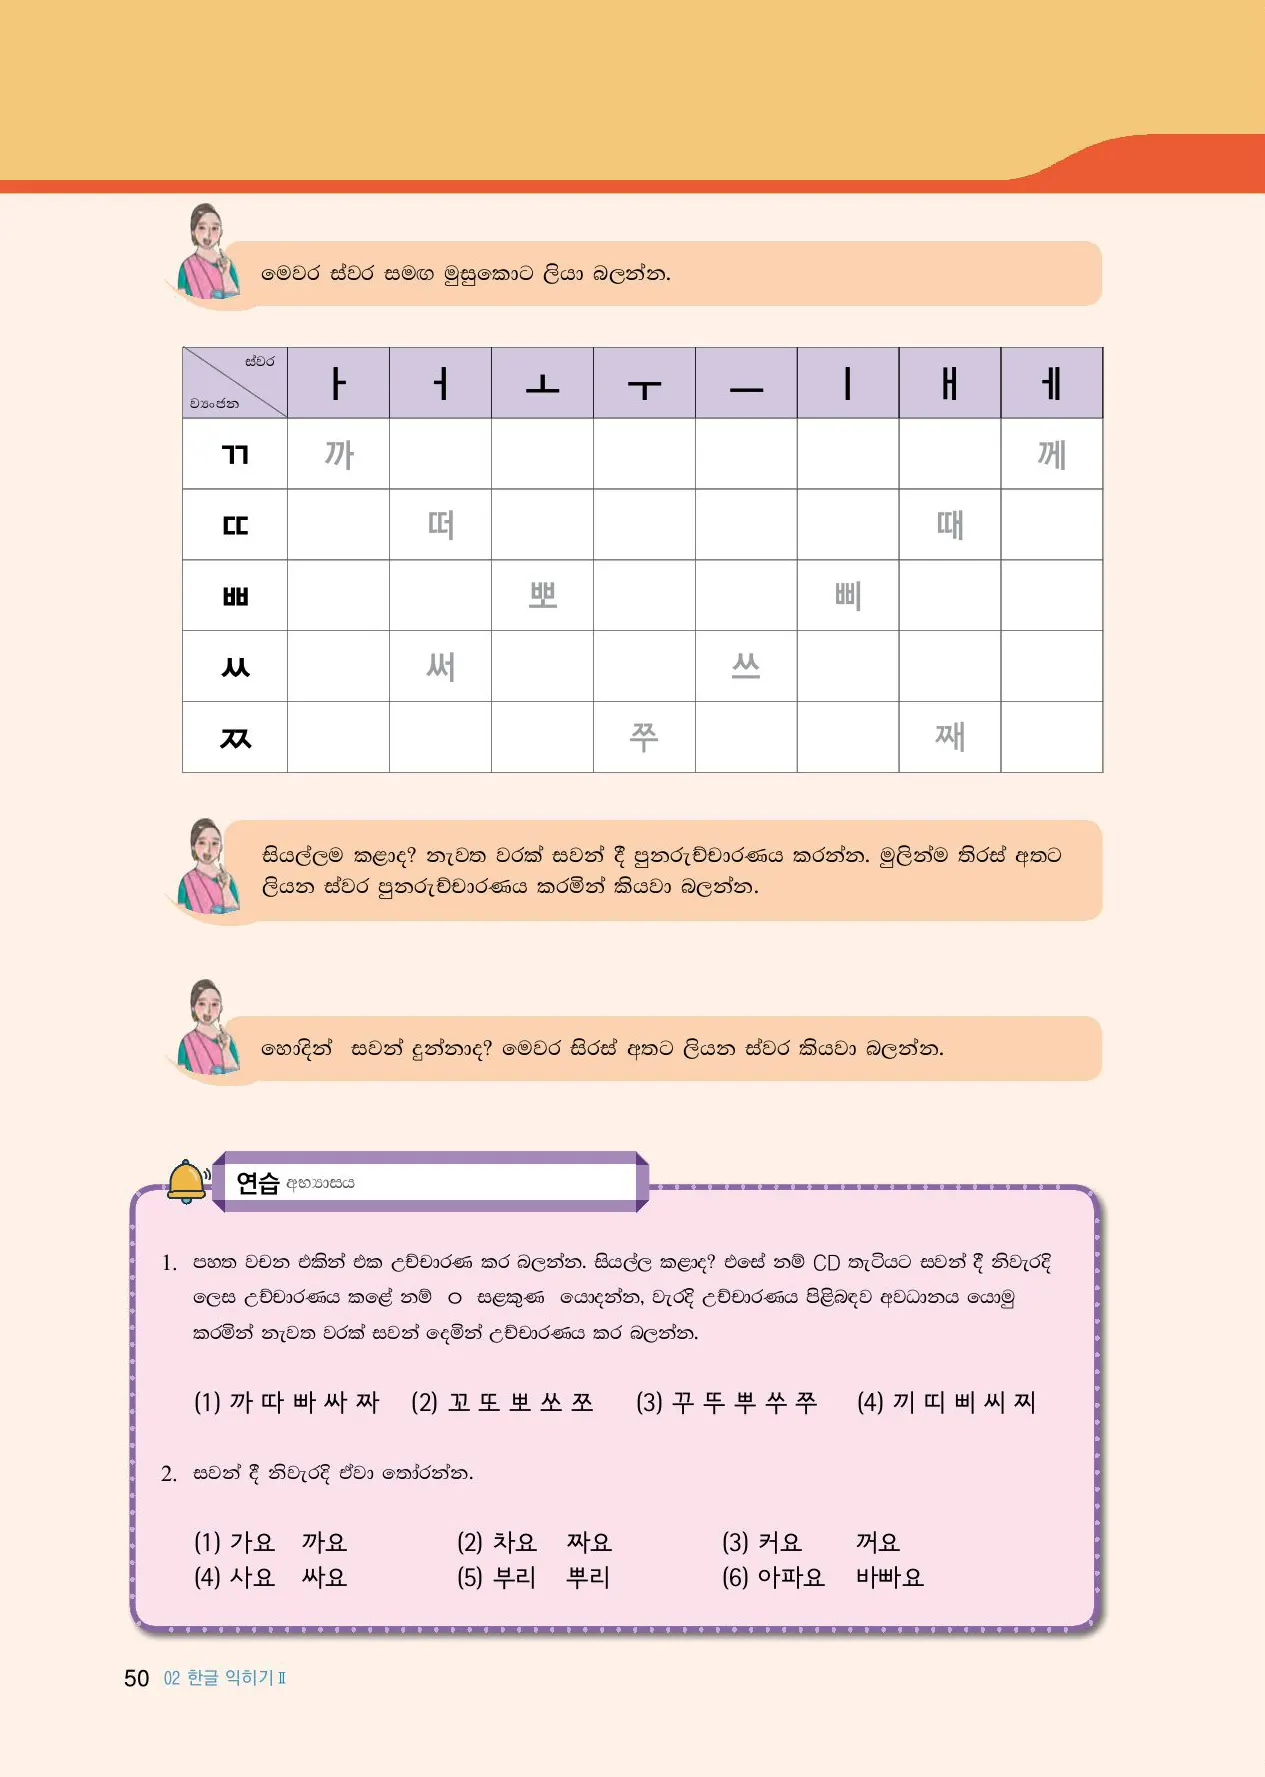 මෙවර ස්වර සමඟ මුසුකොට ලියා බලන්න.
ස්වර
ව්‍යංජන
ㅏ ㅓ ㅗ ㅜ ㅡ ㅣ ㅐ ㅔ
ㄲ 까 께
ㄸ 떠 때
ㅃ 뽀 삐
ㅆ 써 쓰
ㅉ 쭈 째
සියල්ලම කළාද? නැවත වරක් සවන් දී පුනරුච්චාරණය කරන්න. මුලින්ම තිරස් අතට
ලියන ස්වර පුනරුච්චාරණය කරමින් කියවා බලන්න.
හොදින් සවන් දුන්නාද? මෙවර සිරස් අතට ලියන ස්වර කියවා බලන්න.
연습 අභ්‍යාසය
1. පහත වචන එකින් එක උච්චාරණ කර බලන්න. සියල්ල කළාද? එසේ නම් CD තැටියට සවන් දී නිවැරදි
ලෙස උච්චාරණය කළේ නම් ㅇ සළකුණ යොදන්න, වැරදි උච්චාරණය පිළිබඳව අවධානය යොමු
කරමින් නැවත වරක් සවන් දෙමින් උච්චාරණය කර බලන්න.
(1) 까 따 빠 싸 짜 (2) 꼬 또 뽀 쏘 쪼 (3) 꾸 뚜 뿌 쑤 쭈 (4) 끼 띠 삐 씨 찌
2. සවන් දී නිවැරදි ඒවා තෝරන්න.
(1) 가요 까요 (2) 차요 짜요 (3) 커요 꺼요
(4) 사요 싸요 (5) 부리 뿌리 (6) 아파요 바빠요
50 02 한글 익히기Ⅱ